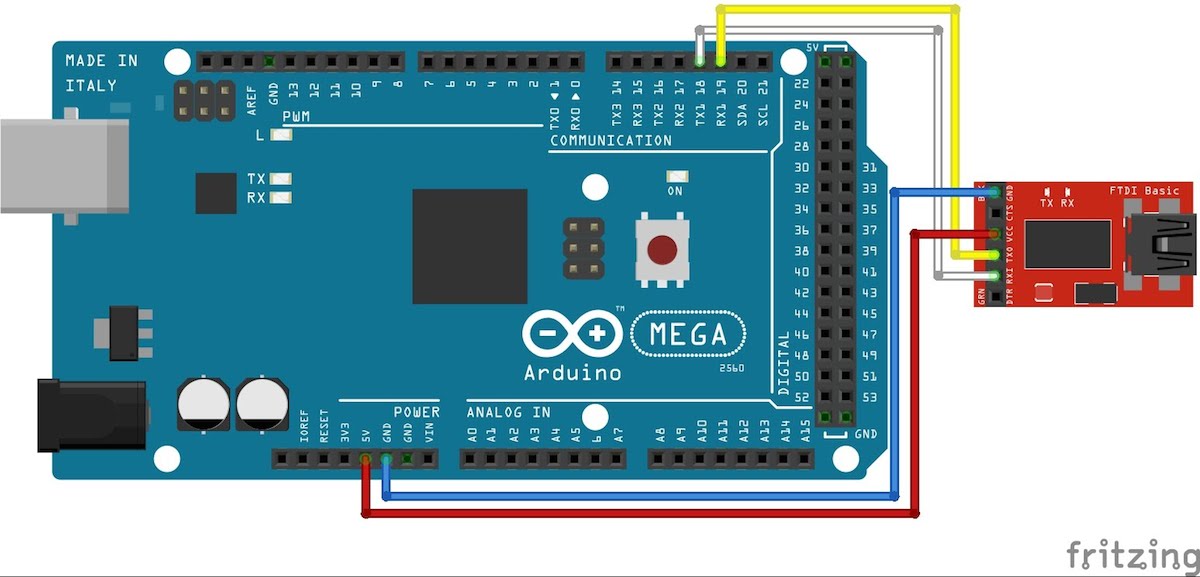 MADE IN
ITALY
AREF
GND
13
12
11
10
9
8
7
6
5
4
3
2
TX0 ◄ 1
RX0 ► 0
TX3 14
RX3 15
TX2 16
RX2 17
TX1 18
RX1 19
SDA 20
SCL 21
5V
PWM
COMMUNICATION
L
TX
RX
ON
22
24
26
28
30 31
32 33
34 35
36 37
38 39
40 41
42 43
44 45
46 47
48 49
50 51
52 53
GND
DIGITAL
MEGA
2560
TM
Arduino
POWER
ANALOG IN
IOREF
RESET
3V3
5V
GND
GND
VIN
A0
A1
A2
A3
A4
A5
6
A7
A8
A9
A10
A11
A12
A13
A14
A15
FTDI Basic
TX RX
GND
CTS
VCC
TXO
RXI
DTR
GRN
fritzing